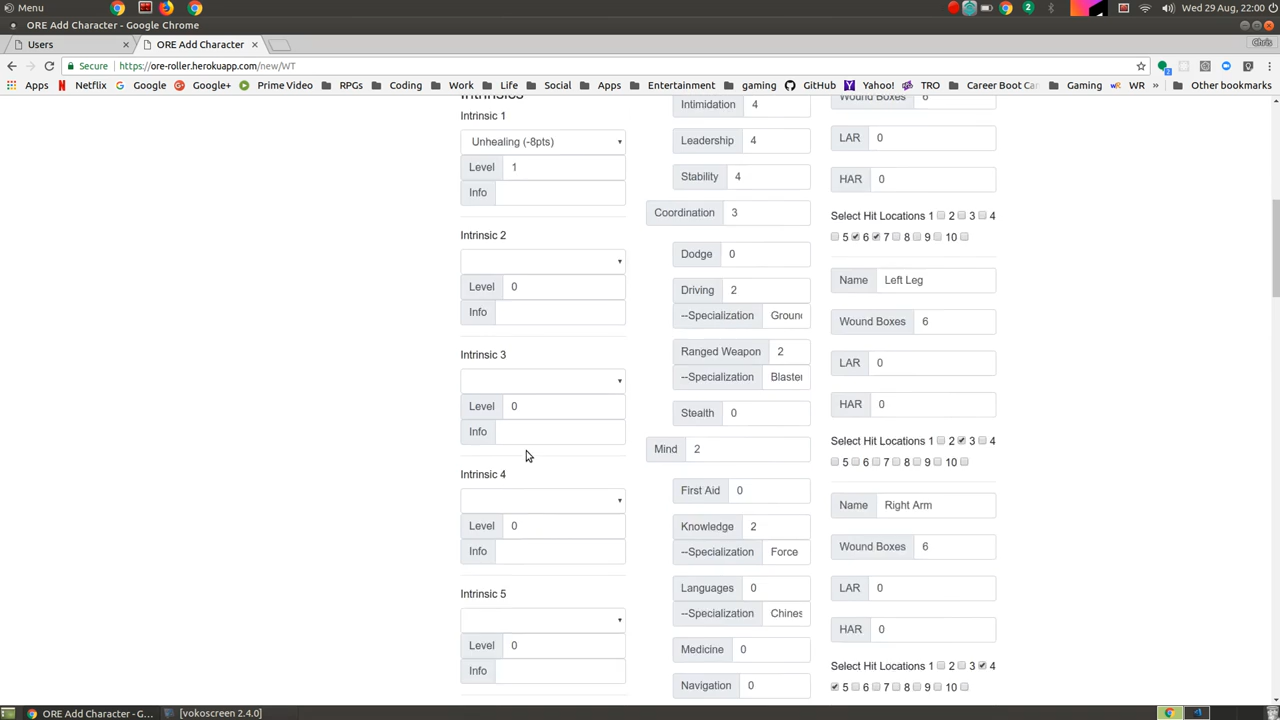 Menu
Wed 29 Aug, 22:00
ORE Add Character - Google Chrome
Users
ORE Add Character
Chris
Secure
https://ore-roller.herokuapp.com/new/WT
Apps Netflix Google Google+ Prime Video RPGs Coding Work Life Social Apps Entertainment gaming GitHub Yahoo! TRO Career Boot Ca Gaming WR Other bookmarks
Intrinsics
Intrinsic 1
Unhealing (-8pts)
Level 1
Info
Intrinsic 2
Level 0
Info
Intrinsic 3
Level 0
Info
Intrinsic 4
Level 0
Info
Intrinsic 5
Level 0
Info
Intimidation 4
Leadership 4
Stability 4
Coordination 3
Dodge 0
Driving 2
--Specialization Ground
Ranged Weapon 2
--Specialization Blaster
Stealth 0
Mind 2
First Aid 0
Knowledge 2
--Specialization Force
Languages 0
--Specialization Chines
Medicine 0
Navigation 0
Wound Boxes 6
LAR 0
HAR 0
Select Hit Locations 1 2 3 4
5 6 7 8 9 10
Name Left Leg
Wound Boxes 6
LAR 0
HAR 0
Select Hit Locations 1 2 3 4
5 6 7 8 9 10
Name Right Arm
Wound Boxes 6
LAR 0
HAR 0
Select Hit Locations 1 2 3 4
5 6 7 8 9 10
ORE Add Character - G...
[vokoscreen 2.4.0]